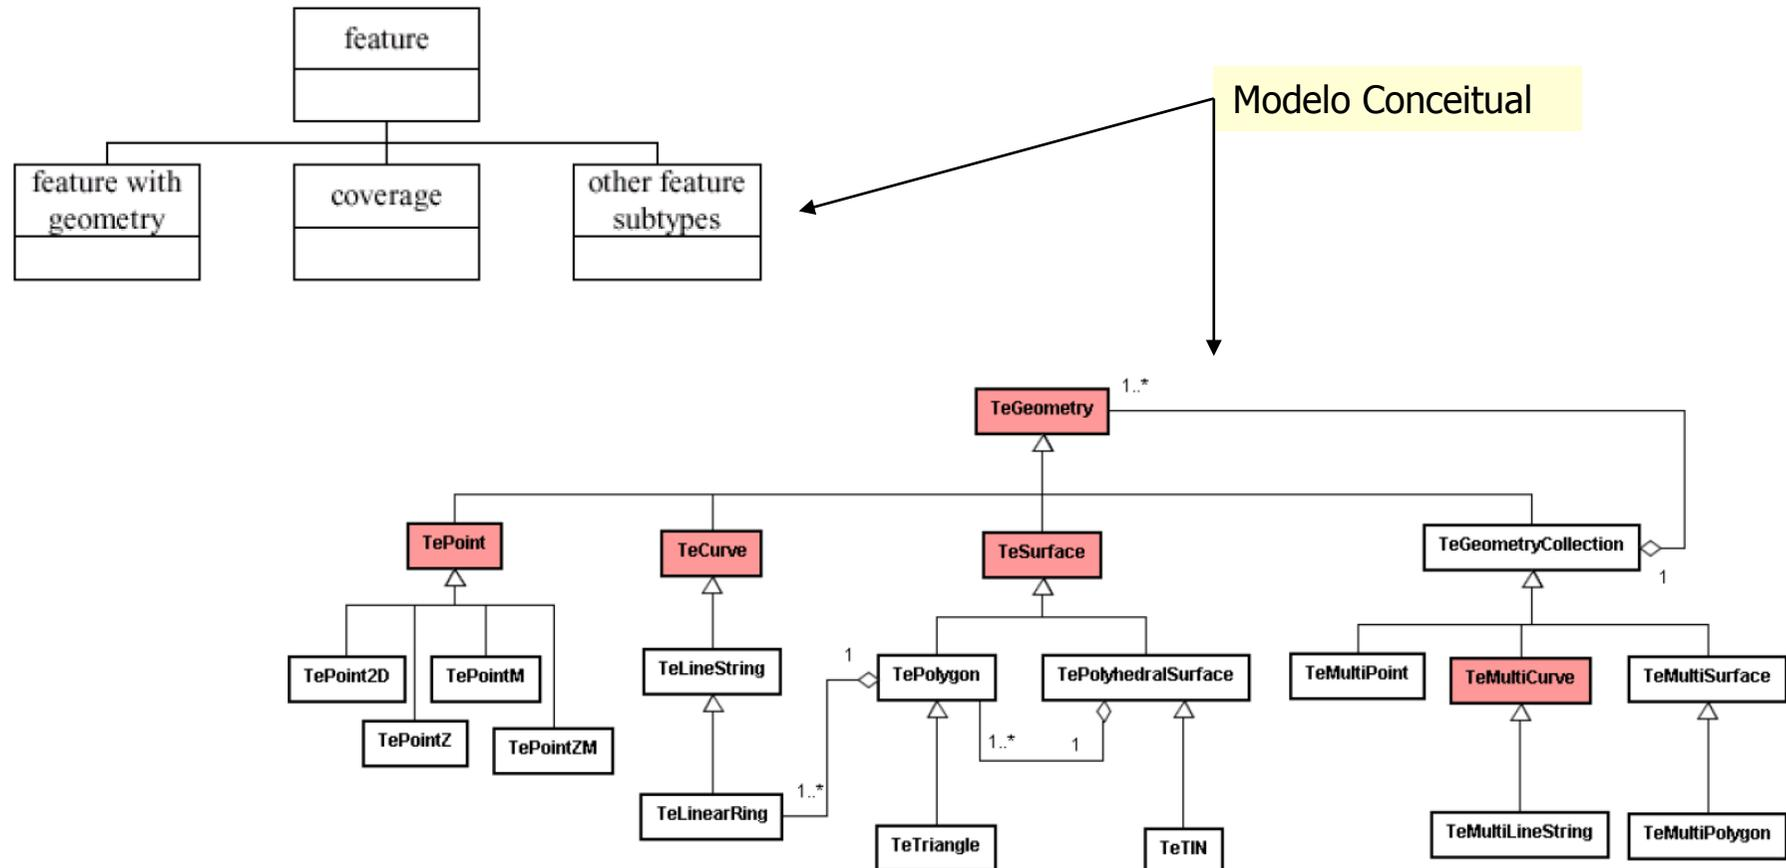 feature
Modelo Conceitual
feature with
geometry
coverage
other feature
subtypes
1..*
TeGeometry
TePoint
TeCurve
TeSurface
TeGeometryCollection
1
TePoint2D
TePointM
TePointZ
TePointZM
TeLineString
1
TePolygon
TePolyhedralSurface
TeMultiPoint
TeMultiCurve
TeMultiSurface
1..*
1
1..*
TeLinearRing
TeTriangle
TeTIN
TeMultiLineString
TeMultiPolygon